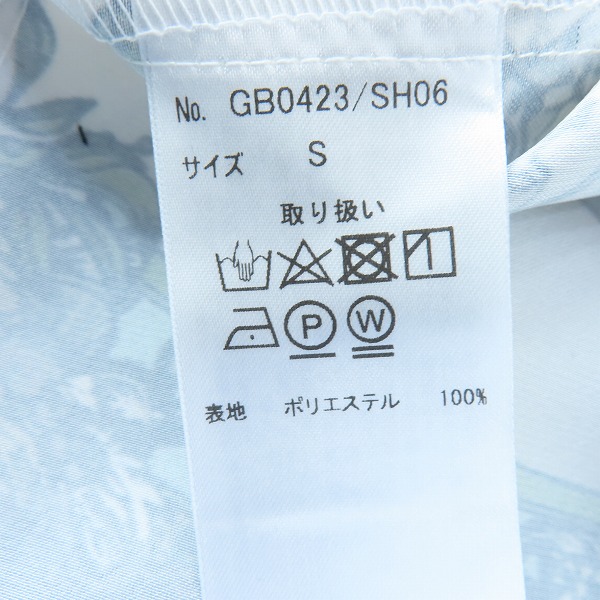 No. GB0423/SH06
サイズ S
取り扱い
P W
表地 ポリエステル 100%